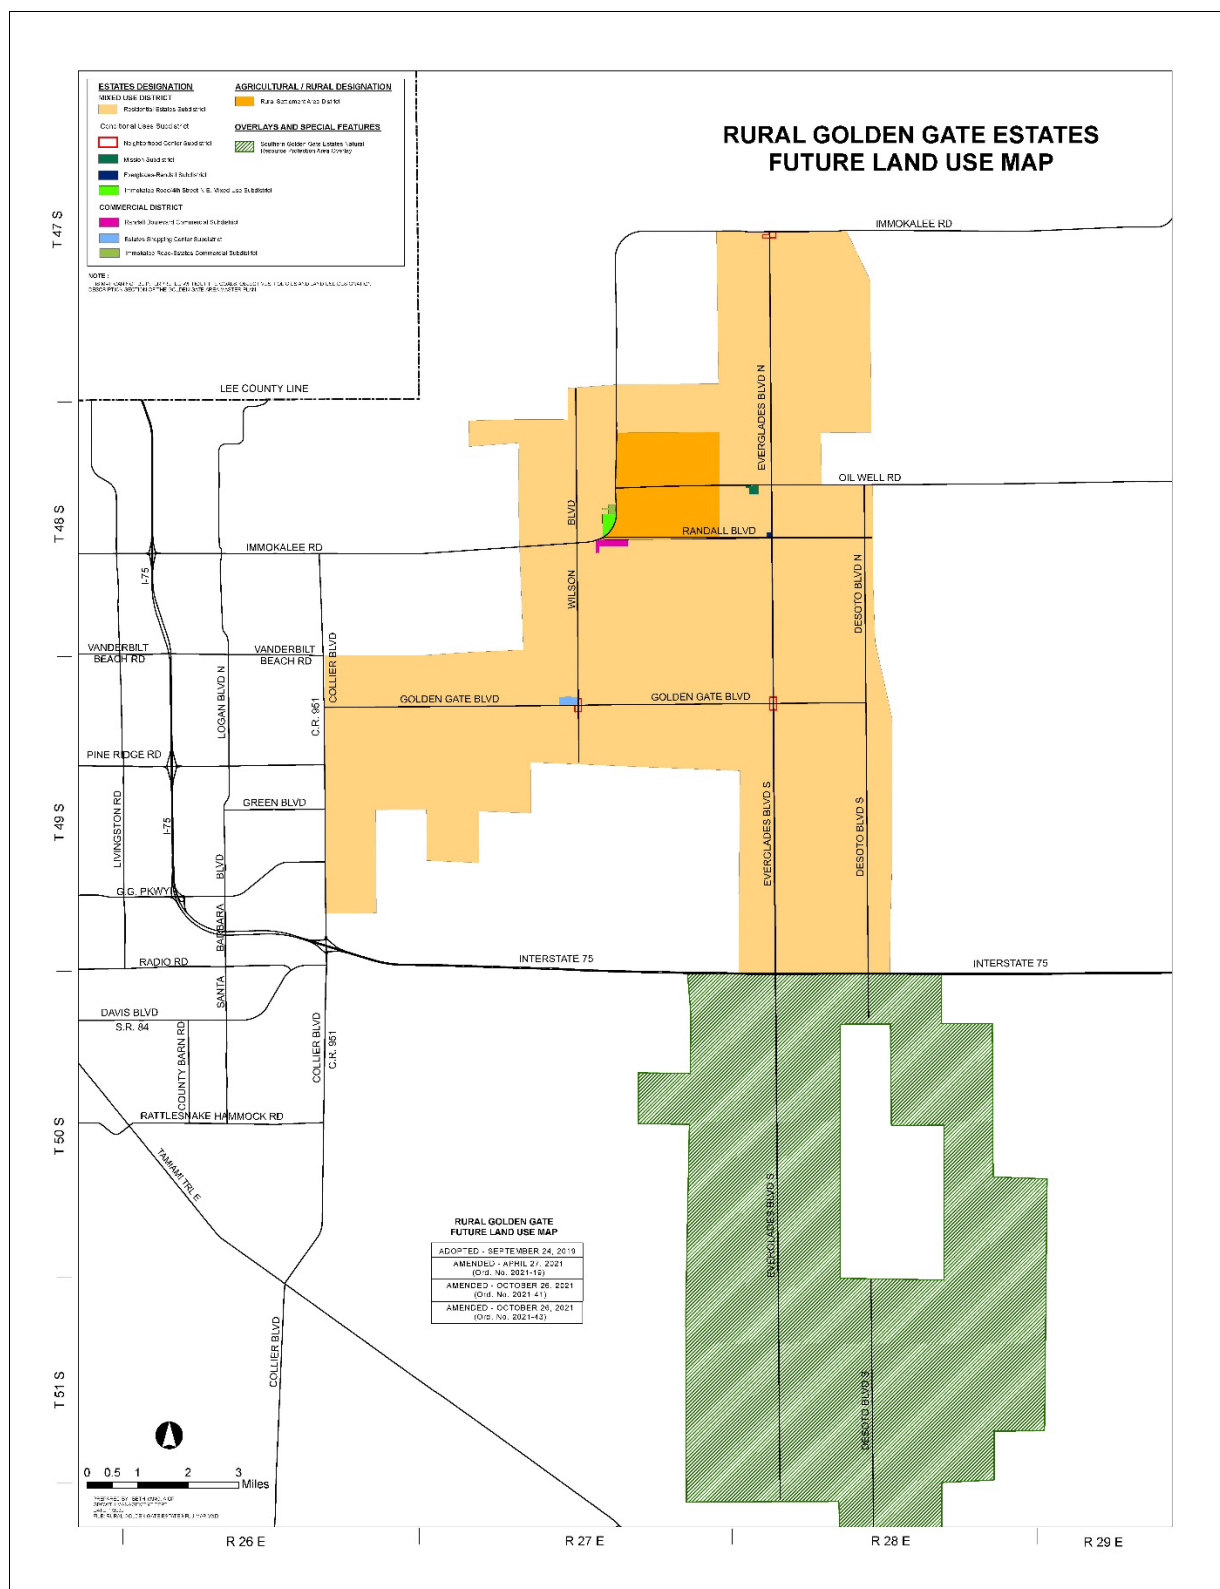 ESTATES DESIGNATION
MIXED USE DISTRICT
Residential Estates Subdistrict
Conditional Uses Subdistrict
Neighborhood Center Subdistrict
Mission Subdistrict
Everglades-Randall Subdistrict
Immokalee Road/4th Street N.E. Mixed Use Subdistrict
COMMERCIAL DISTRICT
Randall Boulevard Commercial Subdistrict
Estates Shopping Center Subdistrict
Immokalee Road-Estates Commercial Subdistrict
AGRICULTURAL / RURAL DESIGNATION
Rural Settlement Area District
OVERLAYS AND SPECIAL FEATURES
Southern Golden Gate Estates Natural
Resource Protection Area Overlay
NOTE :
RURAL GOLDEN GATE ESTATES
FUTURE LAND USE MAP
T 47 S
IMMOKALEE RD
LEE COUNTY LINE
EVERGLADES BLVD N
OIL WELL RD
T 48 S
BLVD
WILSON
RANDALL BLVD
IMMOKALEE RD
I-75
DESOTO BLVD N
VANDERBILT
BEACH RD
VANDERBILT
BEACH RD
COLLIER BLVD
C.R. 951
LOGAN BLVD N
GOLDEN GATE BLVD
GOLDEN GATE BLVD
PINE RIDGE RD
GREEN BLVD
T 49 S
LIVINGSTON RD
I-75
EVERGLADES BLVD S
DESOTO BLVD S
G.G. PKWY
SANTA BARBARA BLVD
RADIO RD
INTERSTATE 75
INTERSTATE 75
DAVIS BLVD
S.R. 84
COUNTY BARN RD
COLLIER BLVD
C.R. 951
RATTLESNAKE HAMMOCK RD
T 50 S
TAMIAMI TRL E
EVERGLADES BLVD S
RURAL GOLDEN GATE
FUTURE LAND USE MAP
ADOPTED - SEPTEMBER 24, 2019
AMENDED - APRIL 27, 2021
(Ord. No. 2021-19)
AMENDED - OCTOBER 26, 2021
(Ord. No. 2021-41)
AMENDED - OCTOBER 26, 2021
(Ord. No. 2021-43)
COLLIER BLVD
DESOTO BLVD S
T 51 S
0 0.5 1 2 3
Miles
R 26 E
R 27 E
R 28 E
R 29 E